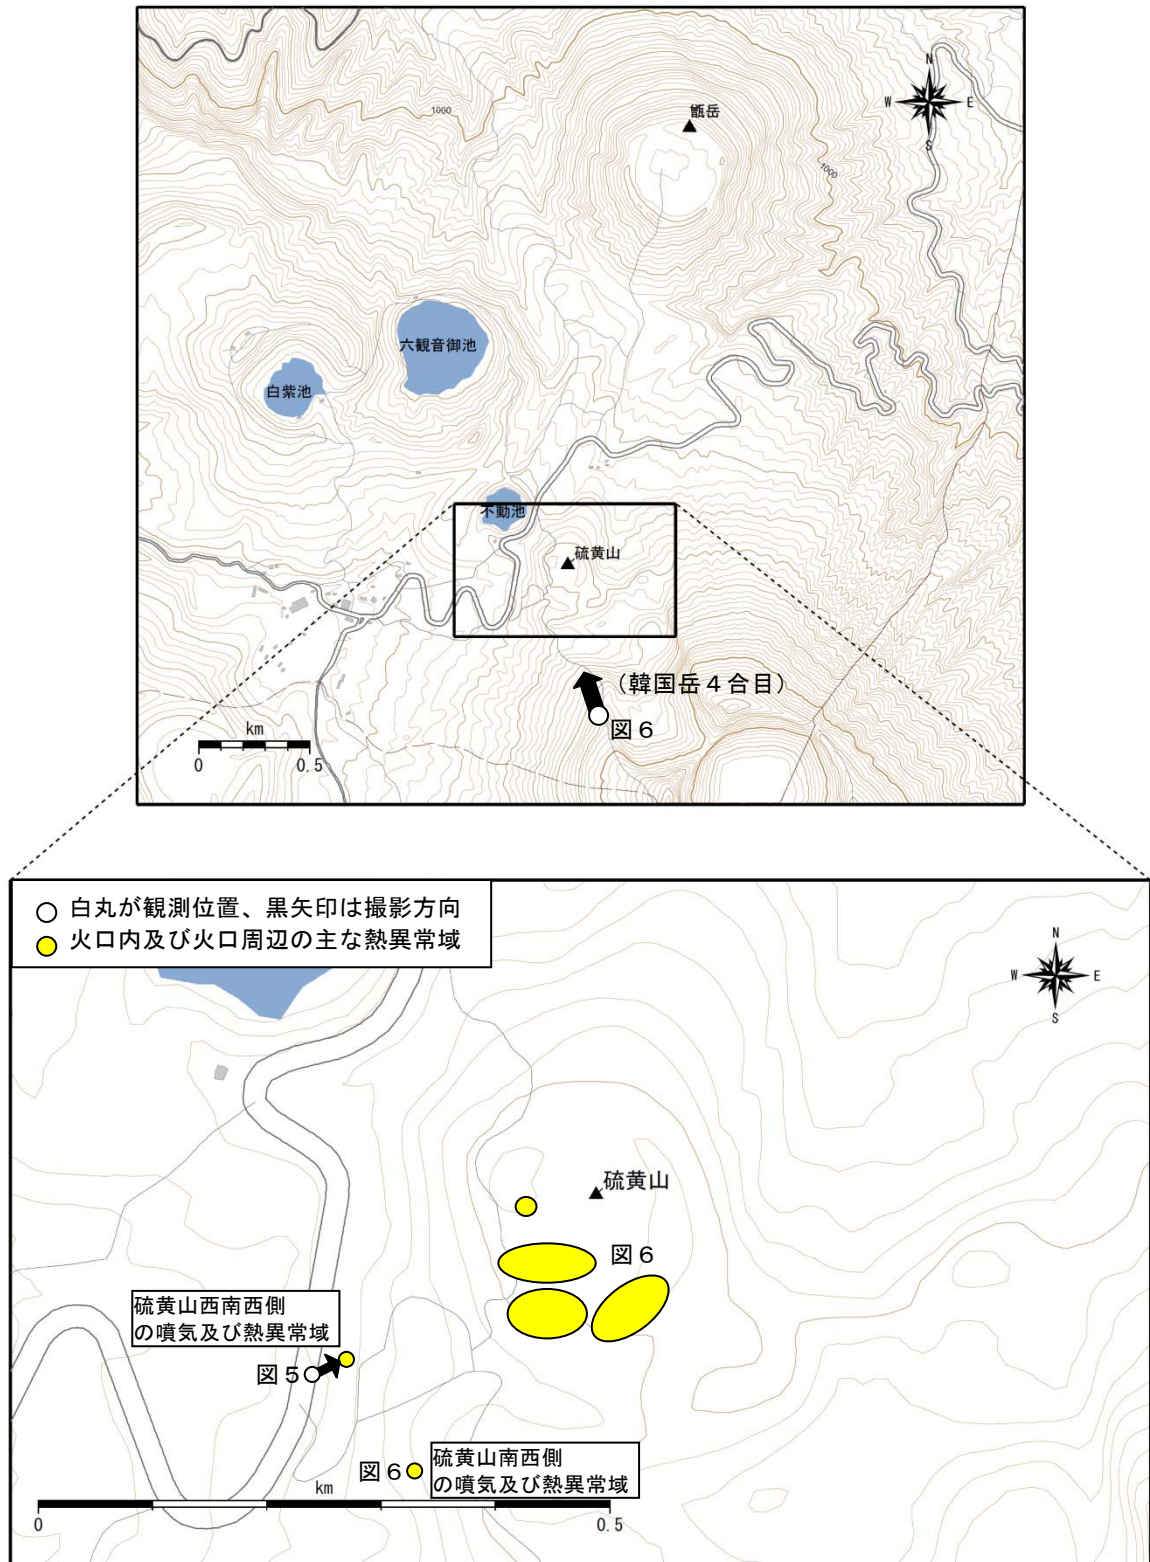 1000
甑岳
N
W
E
S
1000
六観音御池
白紫池
不動池
硫黄山
(韓国岳4合目)
図6
km
0
0.5
白丸が観測位置、黒矢印は撮影方向
火口内及び火口周辺の主な熱異常域
N
W
E
S
硫黄山
図6
硫黄山西南西側
の噴気及び熱異常域
図5
硫黄山南西側
の噴気及び熱異常域
図6
km
0
0.5